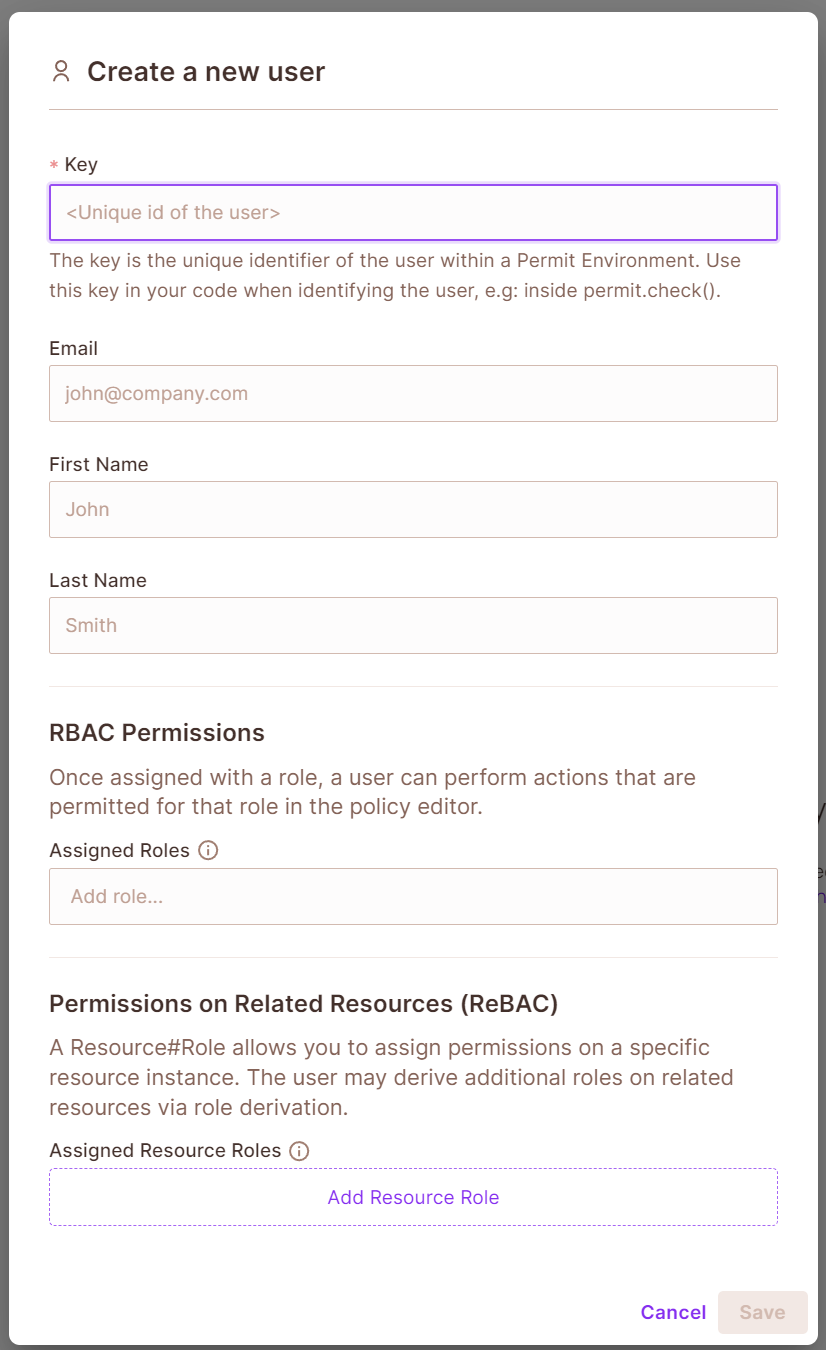 Create a new user
* Key
<Unique id of the user>
The key is the unique identifier of the user within a Permit Environment. Use
this key in your code when identifying the user, e.g: inside permit.check().
Email
john@company.com
First Name
John
Last Name
Smith
RBAC Permissions
Once assigned with a role, a user can perform actions that are
permitted for that role in the policy editor.
Assigned Roles
Add role...
Permissions on Related Resources (ReBAC)
A Resource#Role allows you to assign permissions on a specific
resource instance. The user may derive additional roles on related
resources via role derivation.
Assigned Resource Roles
Add Resource Role
Cancel
Save